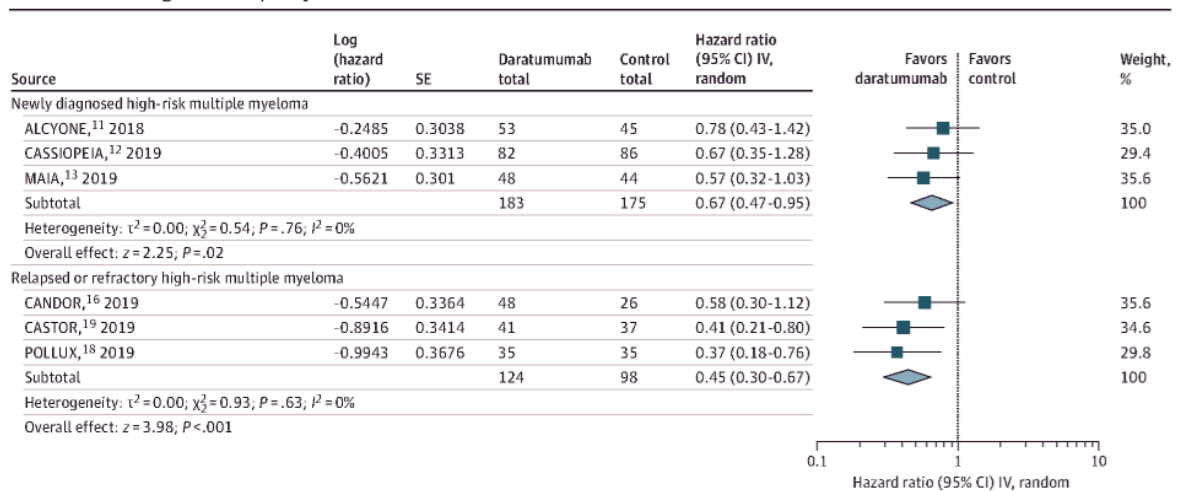 Log
(hazard
ratio)
Hazard ratio
(95% CI) IV,
random
Source SE Daratumumab total Control total
Favors daratumumab Favors control Weight, %
Newly diagnosed high-risk multiple myeloma
ALCYONE,11 2018 -0.2485 0.3038 53 45 0.78 (0.43-1.42) 35.0
CASSIOPEIA,12 2019 -0.4005 0.3313 82 86 0.67 (0.35-1.28) 29.4
MAIA,13 2019 -0.5621 0.301 48 44 0.57 (0.32-1.03) 35.6
Subtotal 183 175 0.67 (0.47-0.95) 100
Heterogeneity: τ²=0.00; χ²₂=0.54; P=.76; I²=0%
Overall effect: z=2.25; P=.02
Relapsed or refractory high-risk multiple myeloma
CANDOR,16 2019 -0.5447 0.3364 48 26 0.58 (0.30-1.12) 35.6
CASTOR,19 2019 -0.8916 0.3414 41 37 0.41 (0.21-0.80) 34.6
POLLUX,18 2019 -0.9943 0.3676 35 35 0.37 (0.18-0.76) 29.8
Subtotal 124 98 0.45 (0.30-0.67) 100
Heterogeneity: τ²=0.00; χ²₂=0.93; P=.63; I²=0%
Overall effect: z=3.98; P<.001
0.1 1 10
Hazard ratio (95% CI) IV, random